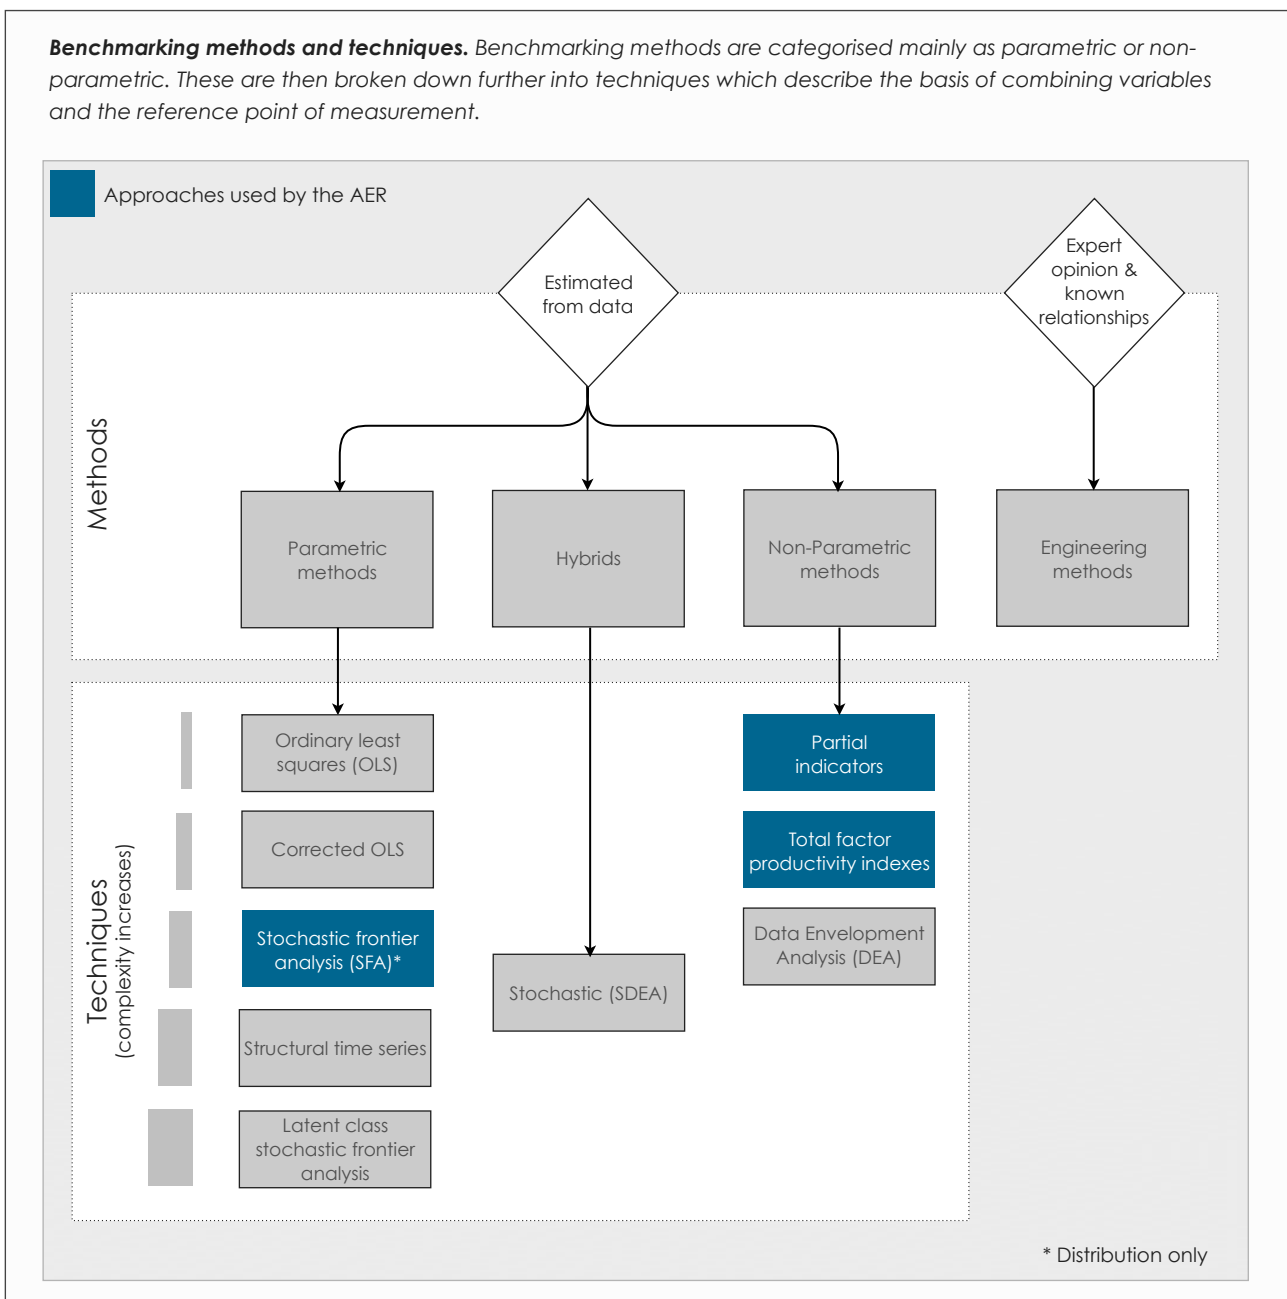 Benchmarking methods and techniques. Benchmarking methods are categorised mainly as parametric or non-
parametric. These are then broken down further into techniques which describe the basis of combining variables
and the reference point of measurement.
Approaches used by the AER
Estimated
from data
Expert
opinion &
known
relationships
Methods
Parametric
methods
Hybrids
Non-Parametric
methods
Engineering
methods
Techniques
(complexity increases)
Ordinary least
squares (OLS)
Corrected OLS
Stochastic frontier
analysis (SFA)*
Structural time series
Latent class
stochastic frontier
analysis
Stochastic (SDEA)
Partial
indicators
Total factor
productivity indexes
Data Envelopment
Analysis (DEA)
* Distribution only